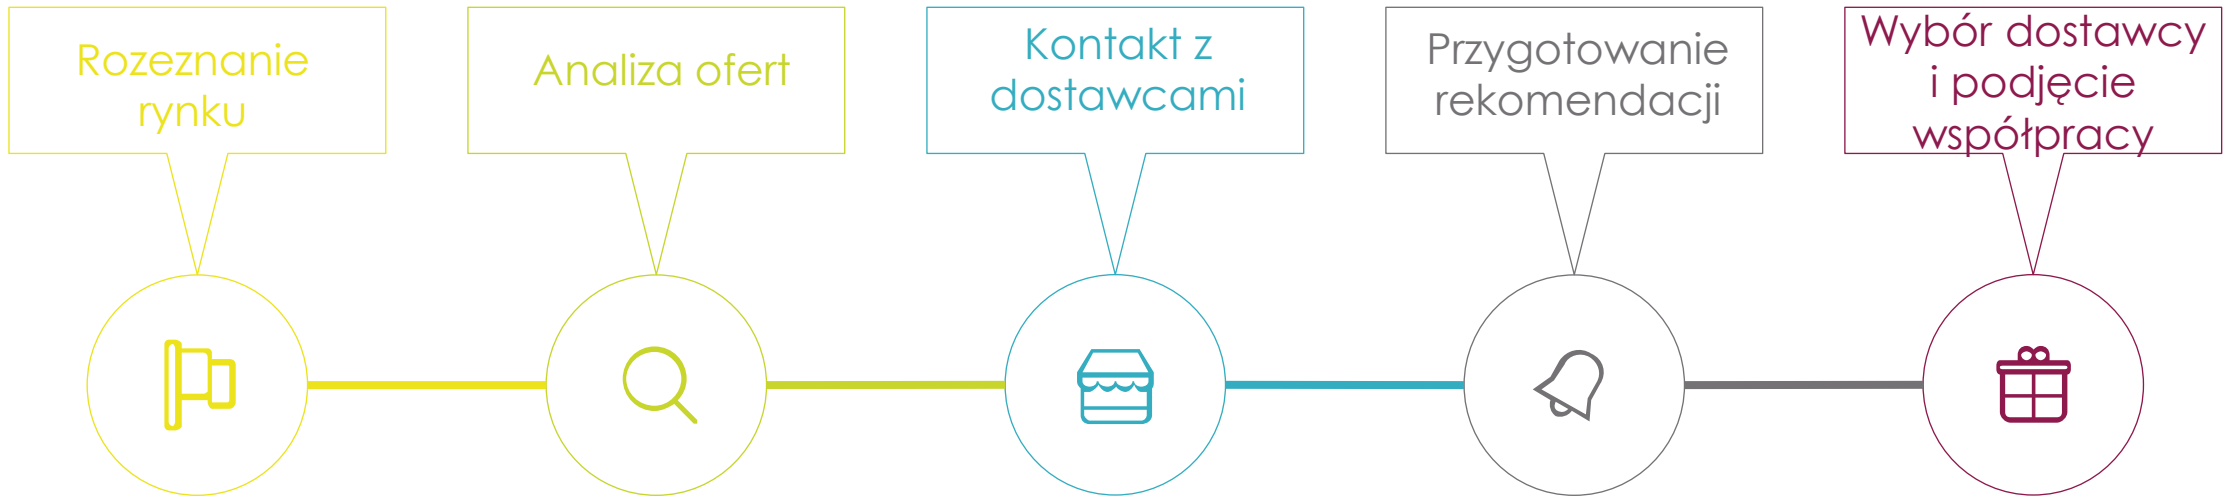 Rozeznanie
rynku
Analiza ofert
Kontakt z
dostawcami
Przygotowanie
rekomendacji
Wybór dostawcy
i podjęcie
współpracy